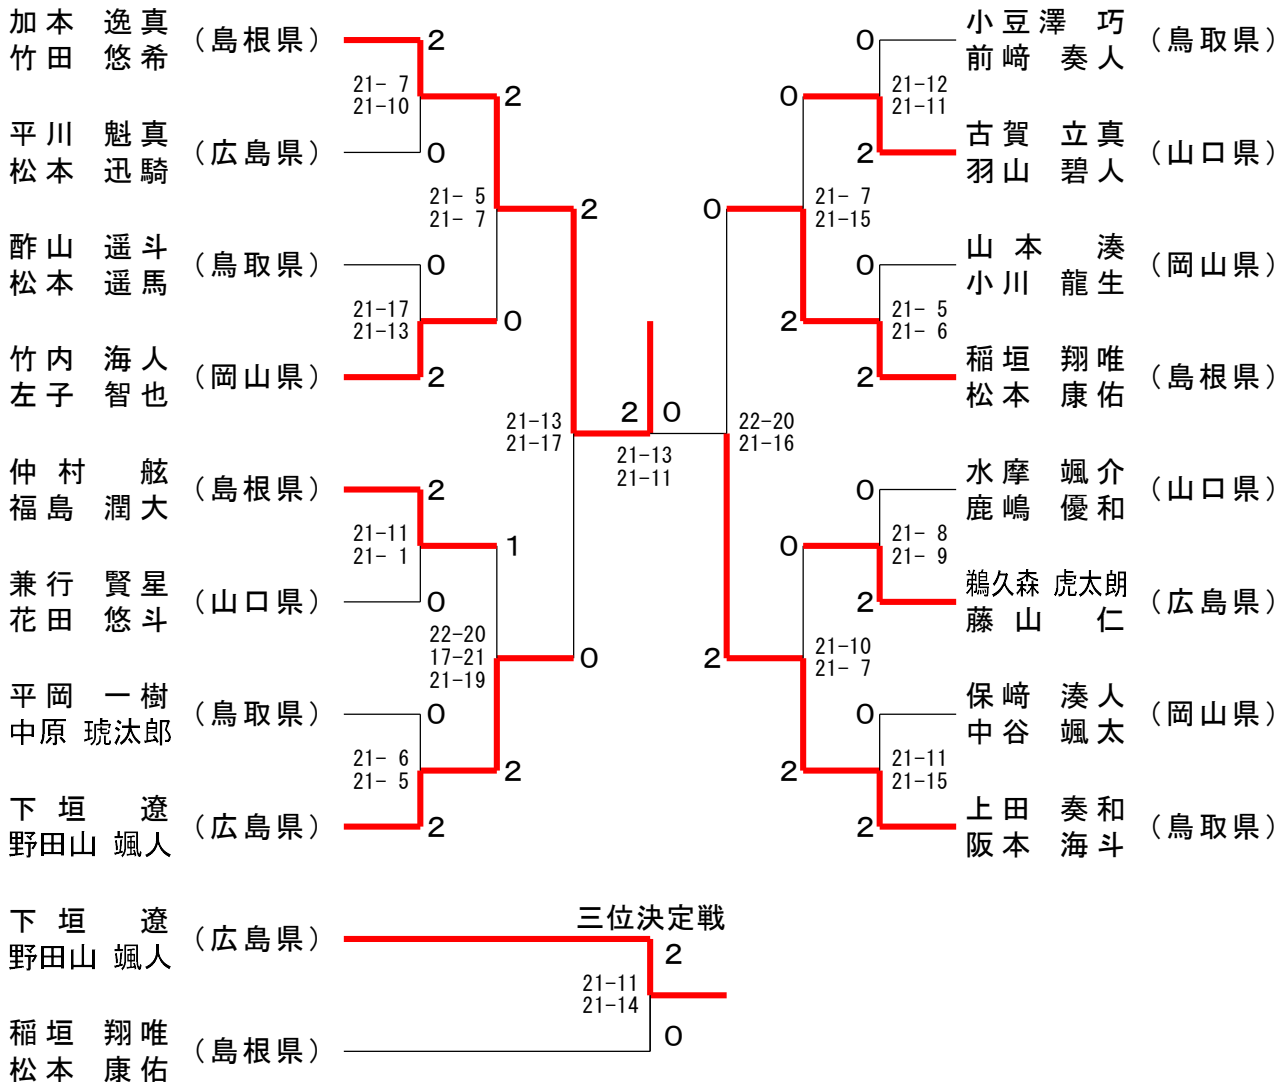 加本 逸真
竹田 悠希
(島根県)
2
21- 7
21-10
2
平川 魁真
松本 迅騎
(広島県)
0
21- 5
21- 7
2
酢山 遥斗
松本 遥馬
(鳥取県)
0
21-17
21-13
0
竹内 海人
左子 智也
(岡山県)
2
21-13
21-17
2
仲村 舷
福島 潤大
(島根県)
2
21-11
21- 1
1
兼行 賢星
花田 悠斗
(山口県)
0
22-20
17-21
21-19
0
平岡 一樹
中原 琥汰郎
(鳥取県)
0
21- 6
21- 5
2
下垣 遼
野田山 颯人
(広島県)
2
0
21-13
21-11
小豆澤 巧
前﨑 奏人
(鳥取県)
0
21-12
21-11
0
古賀 立真
羽山 碧人
(山口県)
2
21- 7
21-15
0
山本 湊
小川 龍生
(岡山県)
0
21- 5
21- 6
2
稲垣 翔唯
松本 康佑
(島根県)
2
22-20
21-16
水摩 颯介
鹿嶋 優和
(山口県)
0
21- 8
21- 9
0
鵜久森 虎太朗
藤山 仁
(広島県)
2
21-10
21- 7
2
保﨑 湊人
中谷 颯太
(岡山県)
0
21-11
21-15
2
上田 奏和
阪本 海斗
(鳥取県)
2
三位決定戦
下垣 遼
野田山 颯人
(広島県)
2
21-11
21-14
稲垣 翔唯
松本 康佑
(島根県)
0